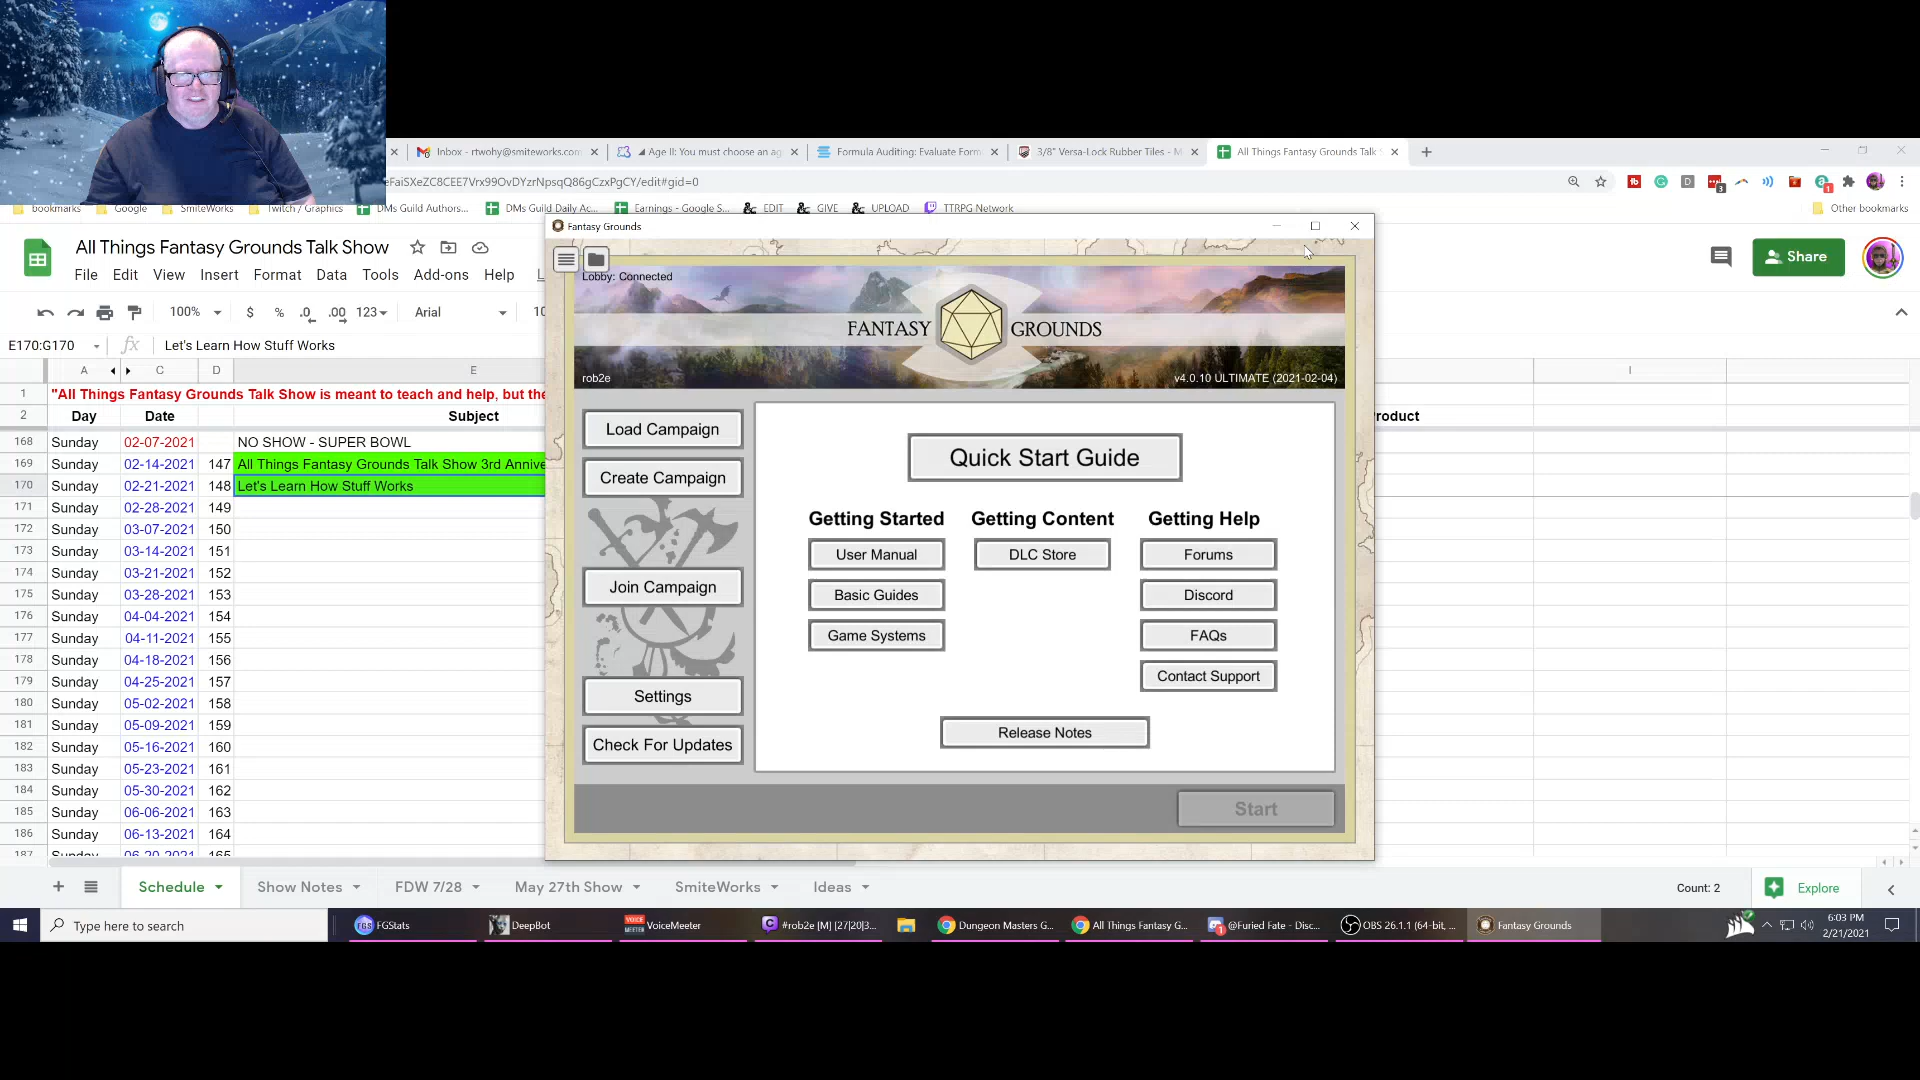 Inbox - rtwohy@smiteworks.com
Age II: You must choose an ag
Formula Auditing: Evaluate Form
3/8" Versa-Lock Rubber Tiles - M
All Things Fantasy Grounds Talk S
eFaiSXeZC8CEE7Vrx99OvDYzrNpsqQ86gCzxPgCY/edit#gid=0
bookmarks
Google
SmiteWorks
Twitch / Graphics
DMs Guild Authors...
DMs Guild Daily Ac...
Earnings - Google S...
EDIT
GIVE
UPLOAD
TTRPG Network
Other bookmarks
All Things Fantasy Grounds Talk Show
File Edit View Insert Format Data Tools Add-ons Help
Share
100% $ % .0 .00 123 Arial 10
E170:G170 fx Let's Learn How Stuff Works
A C D E I
1 "All Things Fantasy Grounds Talk Show is meant to teach and help, but the
2 Day Date Subject roduct
168 Sunday 02-07-2021 NO SHOW - SUPER BOWL
169 Sunday 02-14-2021 147 All Things Fantasy Grounds Talk Show 3rd Annive
170 Sunday 02-21-2021 148 Let's Learn How Stuff Works
171 Sunday 02-28-2021 149
172 Sunday 03-07-2021 150
173 Sunday 03-14-2021 151
174 Sunday 03-21-2021 152
175 Sunday 03-28-2021 153
176 Sunday 04-04-2021 154
177 Sunday 04-11-2021 155
178 Sunday 04-18-2021 156
179 Sunday 04-25-2021 157
180 Sunday 05-02-2021 158
181 Sunday 05-09-2021 159
182 Sunday 05-16-2021 160
183 Sunday 05-23-2021 161
184 Sunday 05-30-2021 162
185 Sunday 06-06-2021 163
186 Sunday 06-13-2021 164
187 Sunday 06-20-2021 165
Fantasy Grounds
Lobby: Connected
FANTASY GROUNDS
rob2e
v4.0.10 ULTIMATE (2021-02-04)
Load Campaign
Create Campaign
Join Campaign
Settings
Check For Updates
Quick Start Guide
Getting Started
Getting Content
Getting Help
User Manual
DLC Store
Forums
Basic Guides
Discord
Game Systems
FAQs
Contact Support
Release Notes
Start
Schedule
Show Notes
FDW 7/28
May 27th Show
SmiteWorks
Ideas
Count: 2
Explore
Type here to search
FGS FGStats
DeepBot
VOICE MEETER VoiceMeeter
#rob2e [M] [27|20|3...
Dungeon Masters G...
All Things Fantasy G...
@Furied Fate - Disc...
OBS 26.1.1 (64-bit, ...
Fantasy Grounds
6:03 PM
2/21/2021